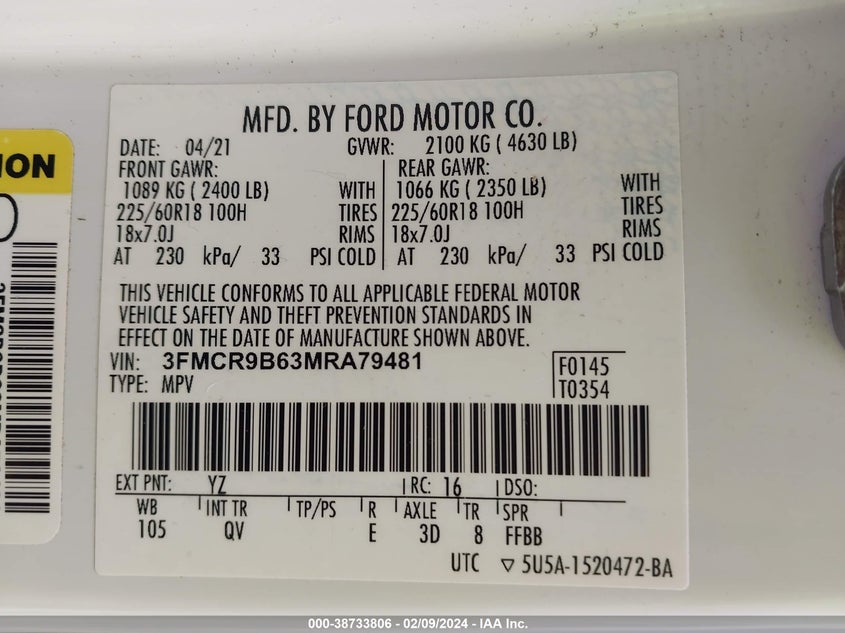 MFD. BY FORD MOTOR CO.
DATE: 04/21 GVWR: 2100 KG ( 4630 LB)
FRONT GAWR: REAR GAWR:
1089 KG ( 2400 LB) WITH 1066 KG ( 2350 LB) WITH
225/60R18 100H TIRES 225/60R18 100H TIRES
18x7.0J RIMS 18x7.0J RIMS
AT 230 kPa/ 33 PSI COLD AT 230 kPa/ 33 PSI COLD
THIS VEHICLE CONFORMS TO ALL APPLICABLE FEDERAL MOTOR
VEHICLE SAFETY AND THEFT PREVENTION STANDARDS IN
EFFECT ON THE DATE OF MANUFACTURE SHOWN ABOVE.
VIN: 3FMCR9B63MRA79481 F0145
TYPE: MPV T0354
EXT PNT: YZ RC: 16 DSO:
WB INT TR TP/PS R AXLE TR SPR
105 QV E 3D 8 FFBB
UTC ▽ 5U5A-1520472-BA
000-38733806 - 02/09/2024 - IAA Inc.